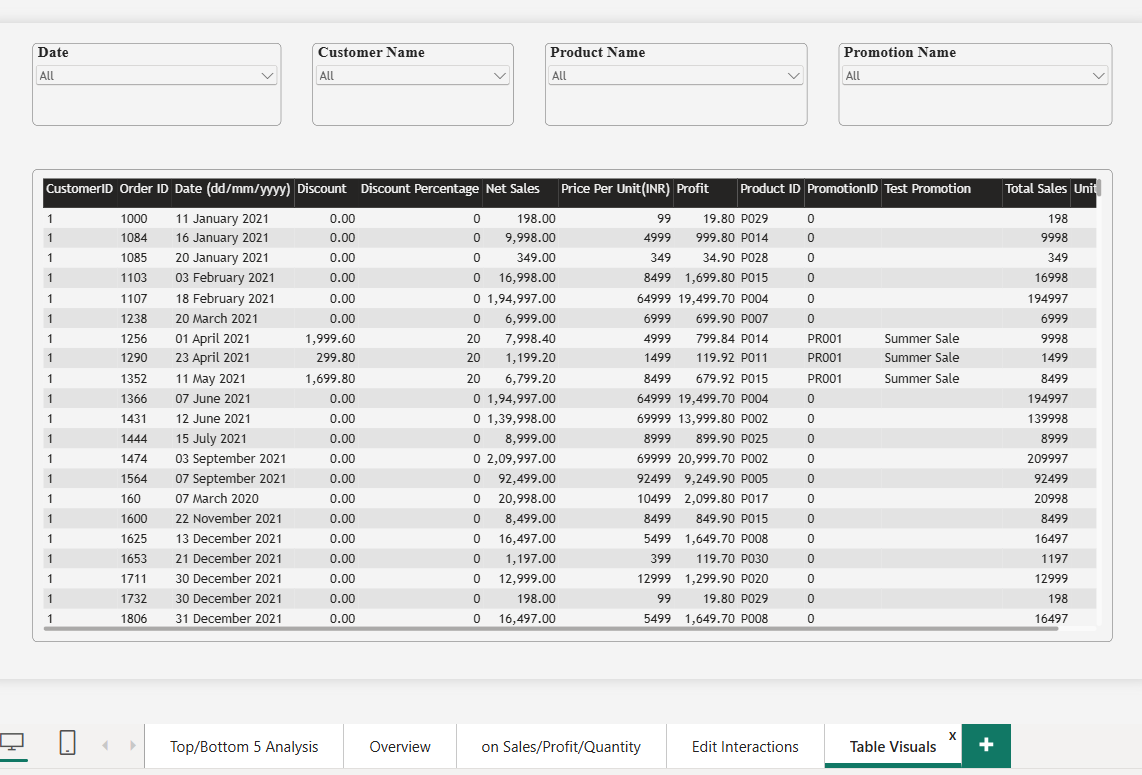 Date Customer Name Product Name Promotion Name
All All All All
CustomerID Order ID Date (dd/mm/yyyy) Discount Discount Percentage Net Sales Price Per Unit(INR) Profit Product ID PromotionID Test Promotion Total Sales Unit
1 1000 11 January 2021 0.00 0 198.00 99 19.80 P029 0 198
1 1084 16 January 2021 0.00 0 9,998.00 4999 999.80 P014 0 9998
1 1085 20 January 2021 0.00 0 349.00 349 34.90 P028 0 349
1 1103 03 February 2021 0.00 0 16,998.00 8499 1,699.80 P015 0 16998
1 1107 18 February 2021 0.00 0 1,94,997.00 64999 19,499.70 P004 0 194997
1 1238 20 March 2021 0.00 0 6,999.00 6999 699.90 P007 0 6999
1 1256 01 April 2021 1,999.60 20 7,998.40 4999 799.84 P014 PR001 Summer Sale 9998
1 1290 23 April 2021 299.80 20 1,199.20 1499 119.92 P011 PR001 Summer Sale 1499
1 1352 11 May 2021 1,699.80 20 6,799.20 8499 679.92 P015 PR001 Summer Sale 8499
1 1366 07 June 2021 0.00 0 1,94,997.00 64999 19,499.70 P004 0 194997
1 1431 12 June 2021 0.00 0 1,39,998.00 69999 13,999.80 P002 0 139998
1 1444 15 July 2021 0.00 0 8,999.00 8999 899.90 P025 0 8999
1 1474 03 September 2021 0.00 0 2,09,997.00 69999 20,999.70 P002 0 209997
1 1564 07 September 2021 0.00 0 92,499.00 92499 9,249.90 P005 0 92499
1 160 07 March 2020 0.00 0 20,998.00 10499 2,099.80 P017 0 20998
1 1600 22 November 2021 0.00 0 8,499.00 8499 849.90 P015 0 8499
1 1625 13 December 2021 0.00 0 16,497.00 5499 1,649.70 P008 0 16497
1 1653 21 December 2021 0.00 0 1,197.00 399 119.70 P030 0 1197
1 1711 30 December 2021 0.00 0 12,999.00 12999 1,299.90 P020 0 12999
1 1732 30 December 2021 0.00 0 198.00 99 19.80 P029 0 198
1 1806 31 December 2021 0.00 0 16,497.00 5499 1,649.70 P008 0 16497
Top/Bottom 5 Analysis Overview on Sales/Profit/Quantity Edit Interactions Table Visuals x +